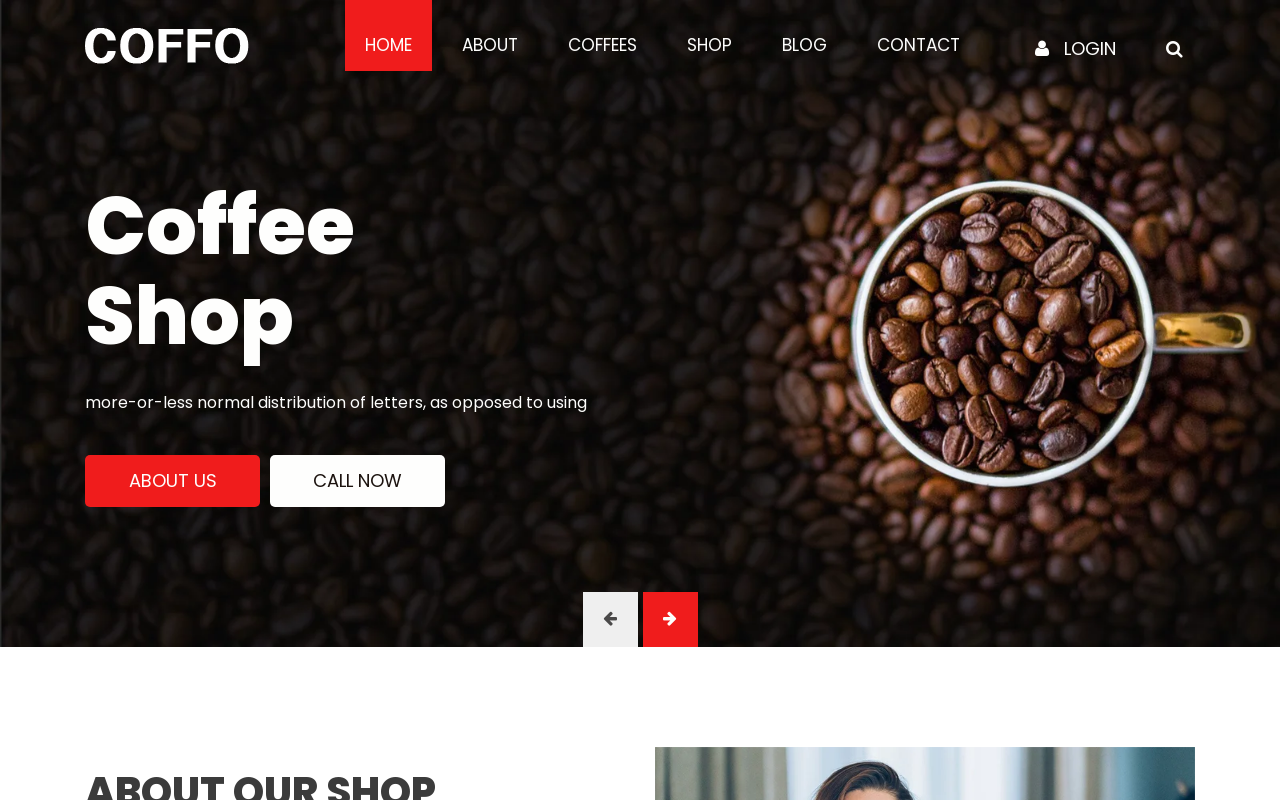 COFFO
HOME ABOUT COFFEES SHOP BLOG CONTACT LOGIN
Coffee
Shop
more-or-less normal distribution of letters, as opposed to using
ABOUT US CALL NOW
ABOUT OUR SHOP